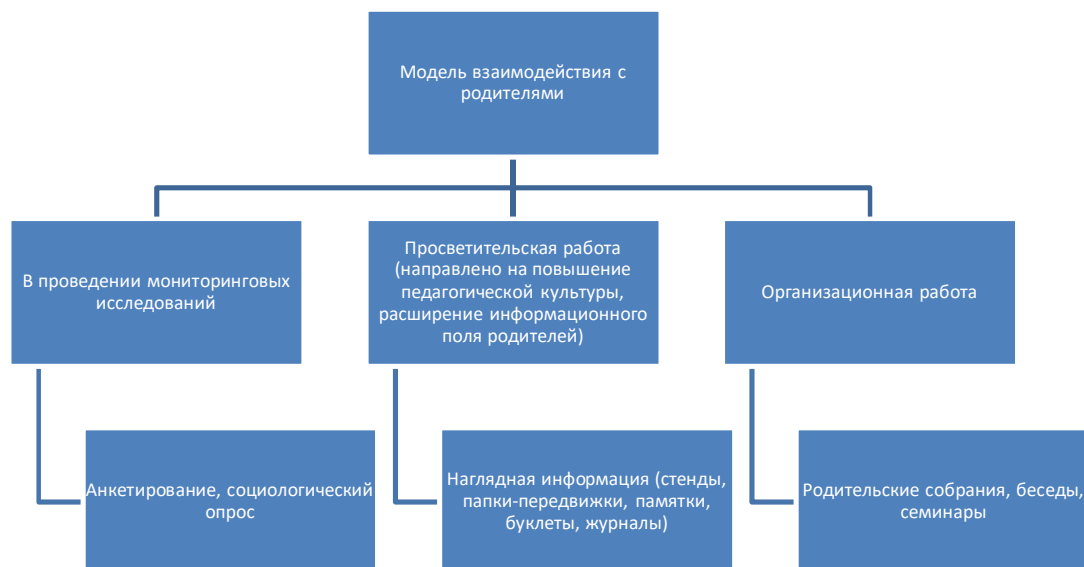 Модель взаимодействия с
родителями
В проведении мониторинговых
исследований
Просветительская работа
(направлено на повышение
педагогической культуры,
расширение информационного
поля родителей)
Организационная работа
Анкетирование, социологический
опрос
Наглядная информация (стенды,
папки-передвижки, памятки,
буклеты, журналы)
Родительские собрания, беседы,
семинары